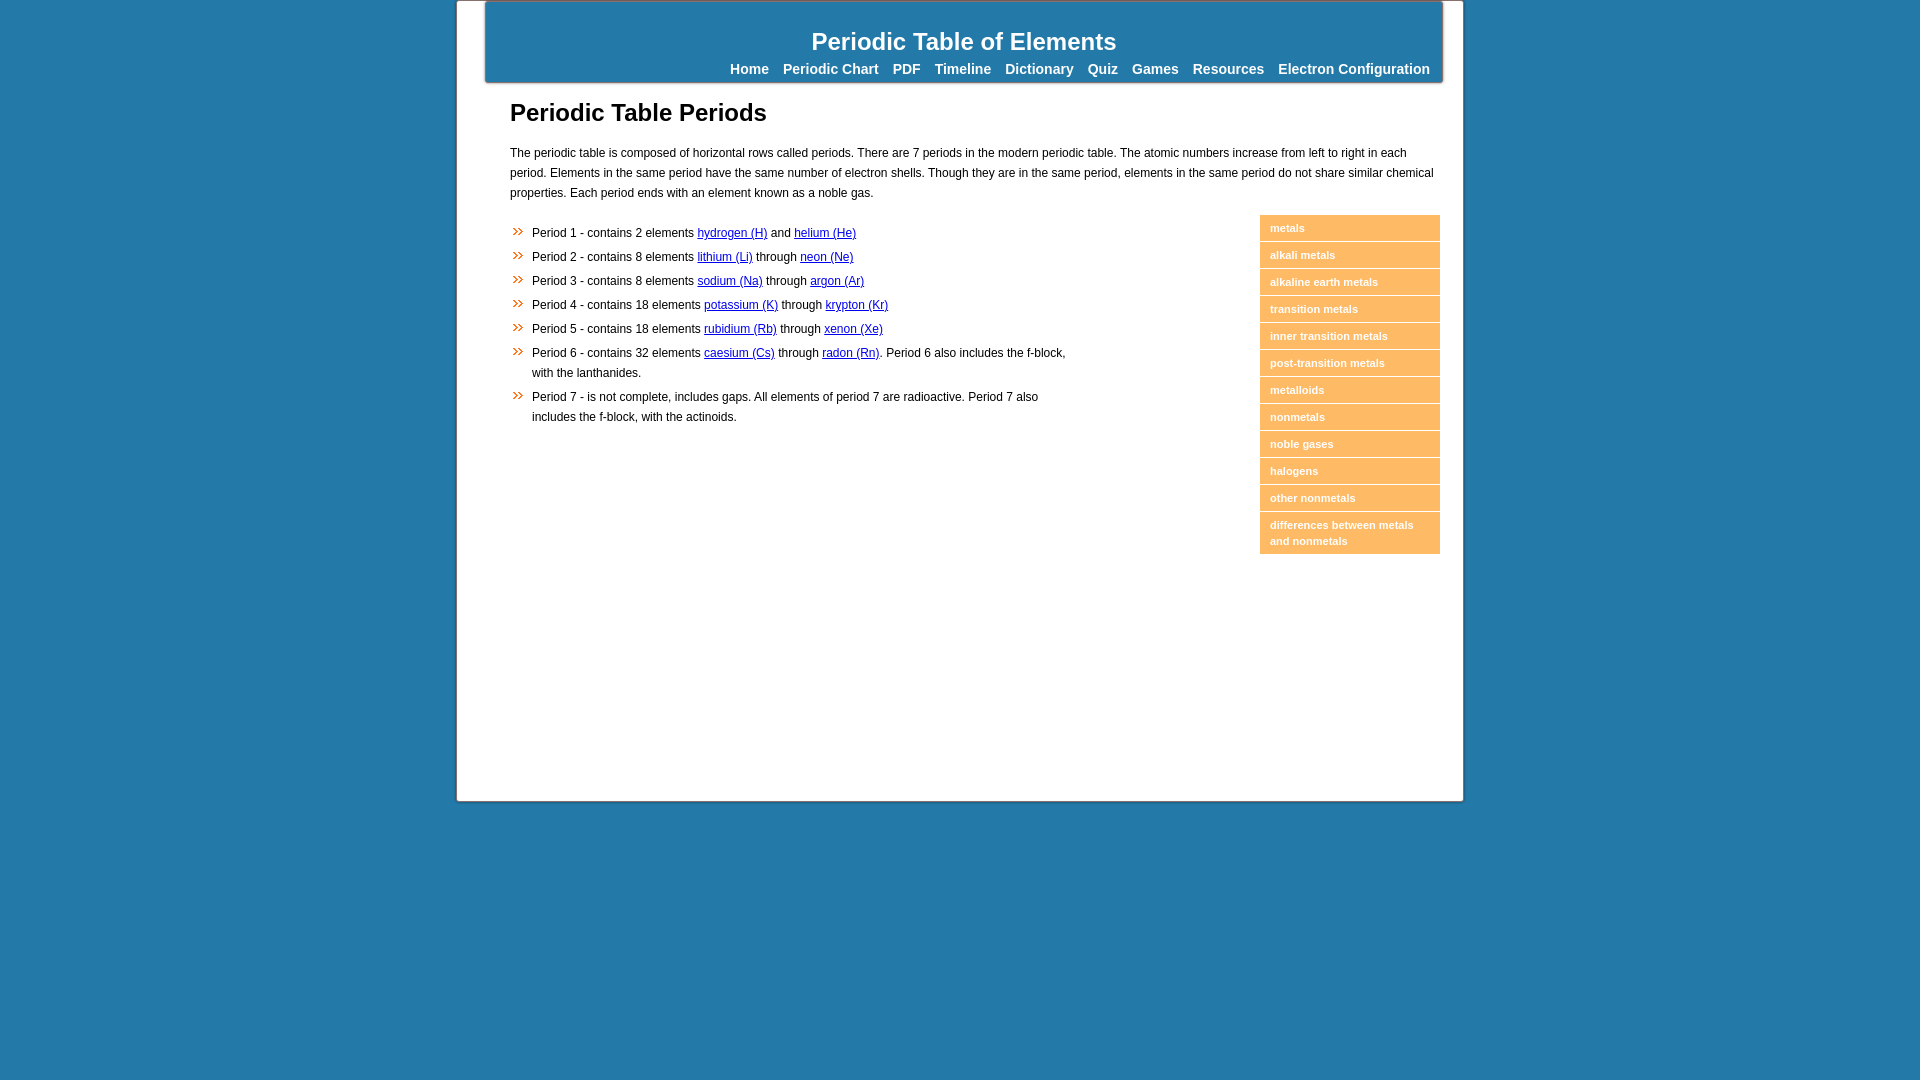 Periodic Table of Elements
Home Periodic Chart PDF Timeline Dictionary Quiz Games Resources Electron Configuration
Periodic Table Periods
The periodic table is composed of horizontal rows called periods. There are 7 periods in the modern periodic table. The atomic numbers increase from left to right in each
period. Elements in the same period have the same number of electron shells. Though they are in the same period, elements in the same period do not share similar chemical
properties. Each period ends with an element known as a noble gas.
Period 1 - contains 2 elements hydrogen (H) and helium (He)
Period 2 - contains 8 elements lithium (Li) through neon (Ne)
Period 3 - contains 8 elements sodium (Na) through argon (Ar)
Period 4 - contains 18 elements potassium (K) through krypton (Kr)
Period 5 - contains 18 elements rubidium (Rb) through xenon (Xe)
Period 6 - contains 32 elements caesium (Cs) through radon (Rn). Period 6 also includes the f-block,
with the lanthanides.
Period 7 - is not complete, includes gaps. All elements of period 7 are radioactive. Period 7 also
includes the f-block, with the actinoids.
metals
alkali metals
alkaline earth metals
transition metals
inner transition metals
post-transition metals
metalloids
nonmetals
noble gases
halogens
other nonmetals
differences between metals
and nonmetals